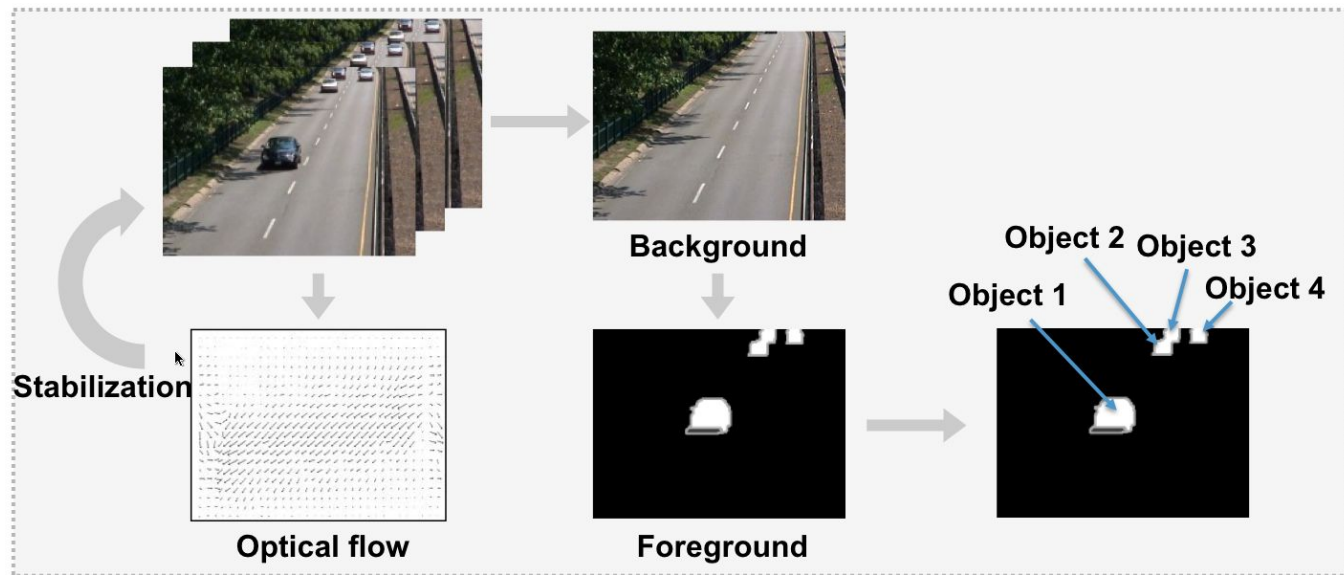 Background
Object 2
Object 3
Object 1
Object 4
Stabilization
Optical flow
Foreground